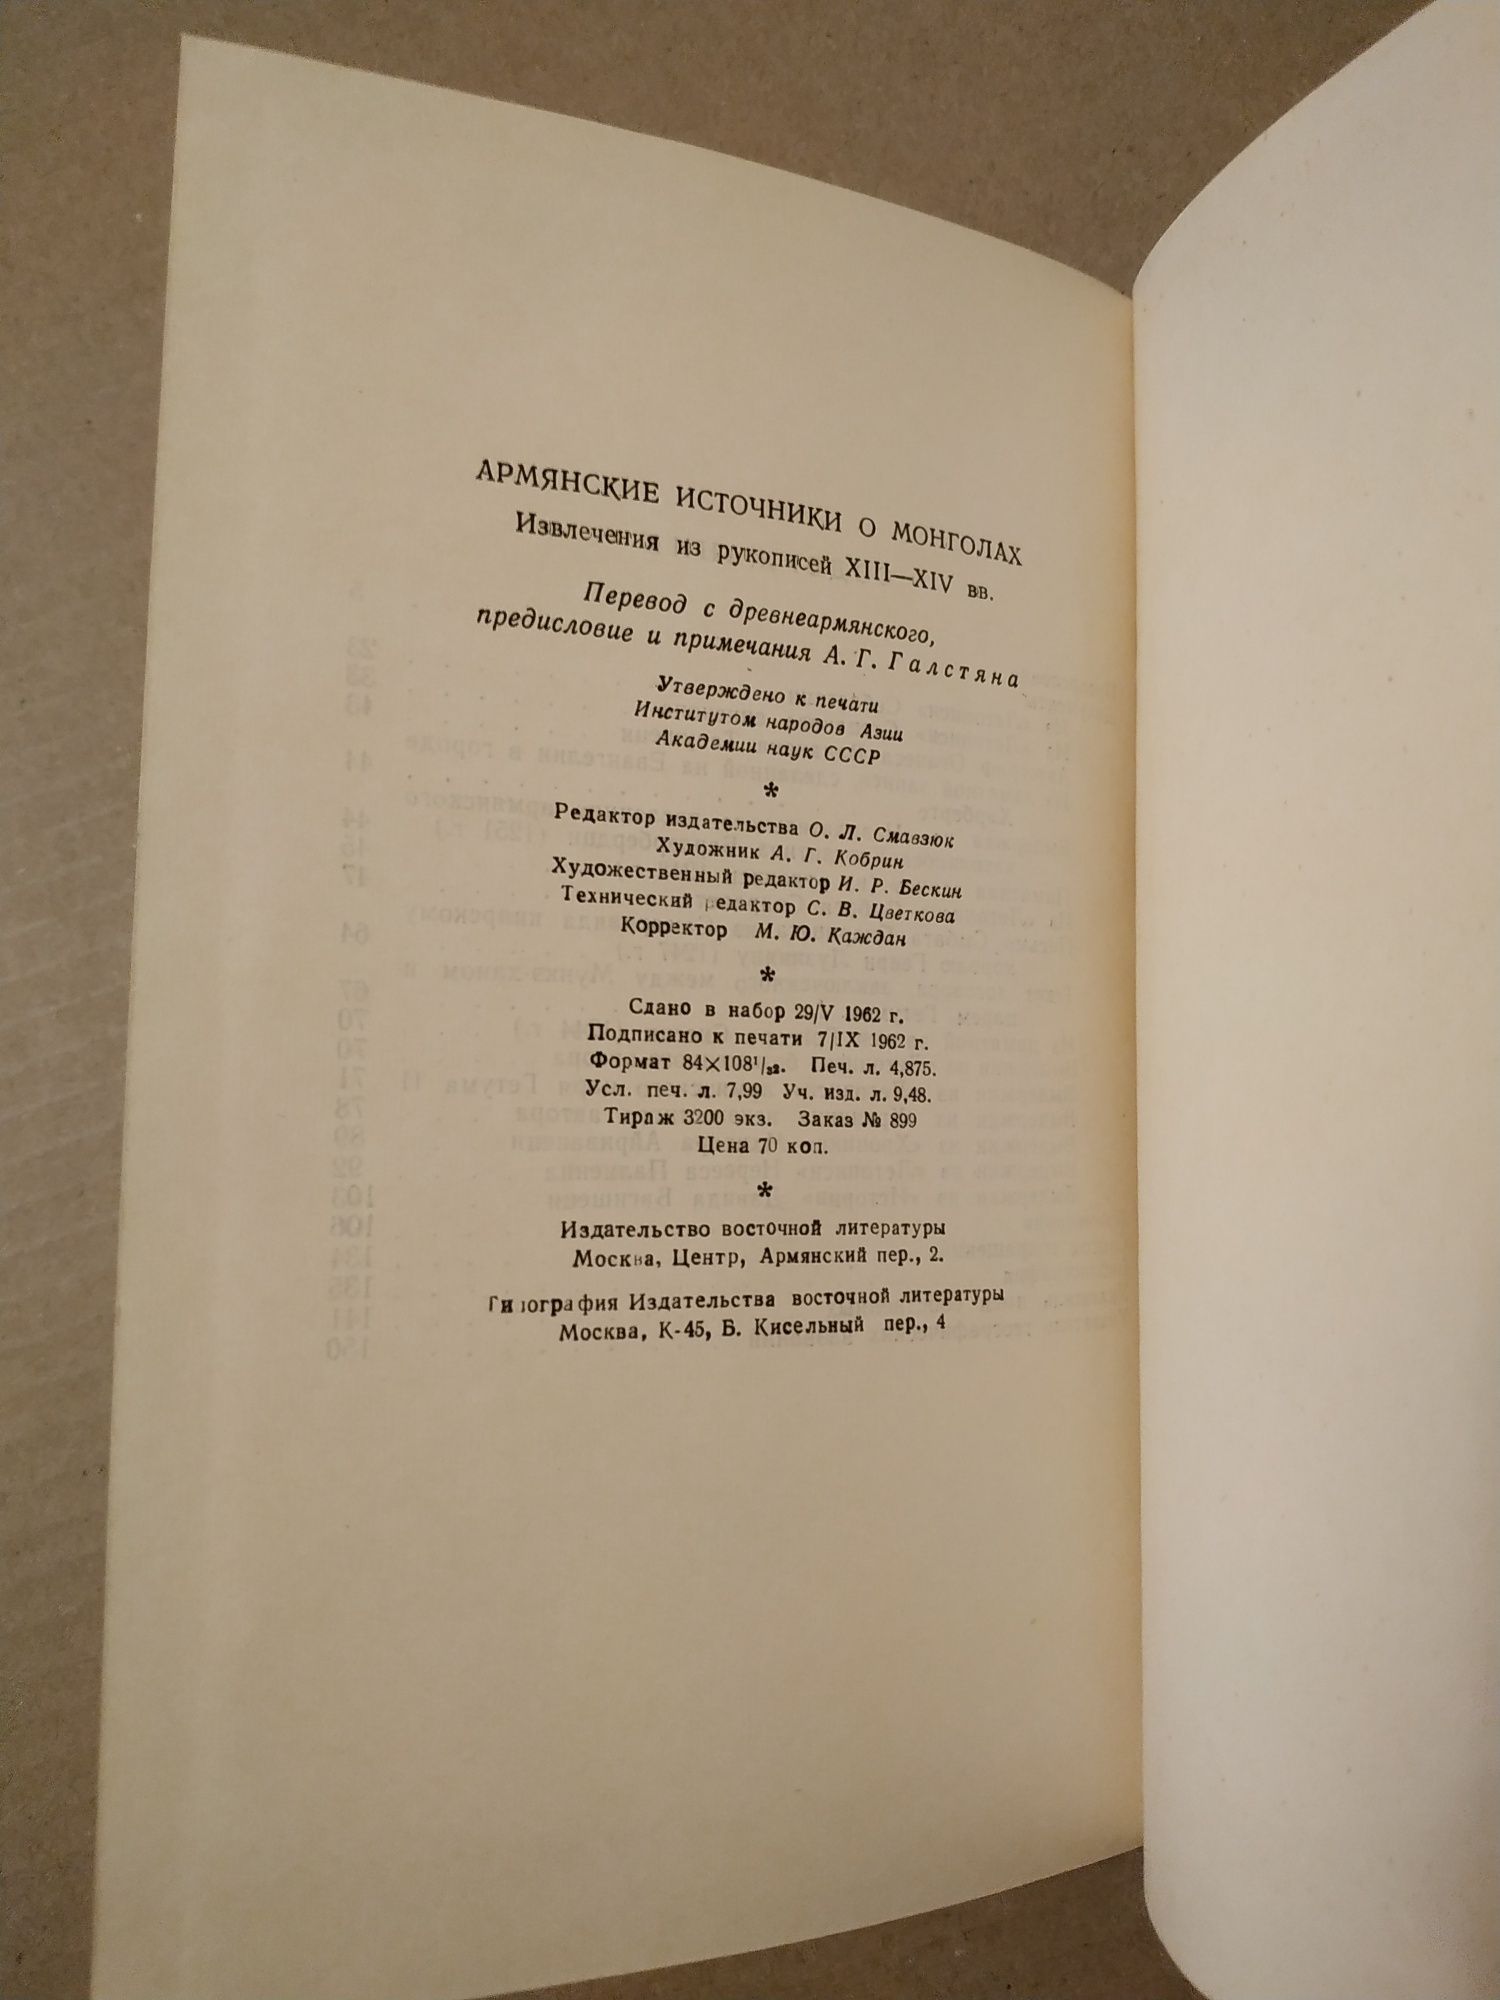 АРМЯНСКИЕ ИСТОЧНИКИ О МОНГОЛАХ
Извлечения из рукописей XIII—XIV вв.
Перевод с древнеармянского,
предисловие и примечания А. Г. Галстяна
Утверждено к печати
Институтом народов Азии
Академии наук СССР
*
Редактор издательства О. Л. Смавзюк
Художник А. Г. Кобрин
Художественный редактор И. Р. Бескин
Технический редактор С. В. Цветкова
Корректор М. Ю. Каждан
*
Сдано в набор 29/V 1962 г.
Подписано к печати 7/IX 1962 г.
Формат 84×108¹/₃₂. Печ. л. 4,875.
Усл. печ. л. 7,99 Уч. изд. л. 9,48.
Тираж 3200 экз. Заказ № 899
Цена 70 коп.
*
Издательство восточной литературы
Москва, Центр, Армянский пер., 2.
Типография Издательства восточной литературы
Москва, К-45, Б. Кисельный пер., 4